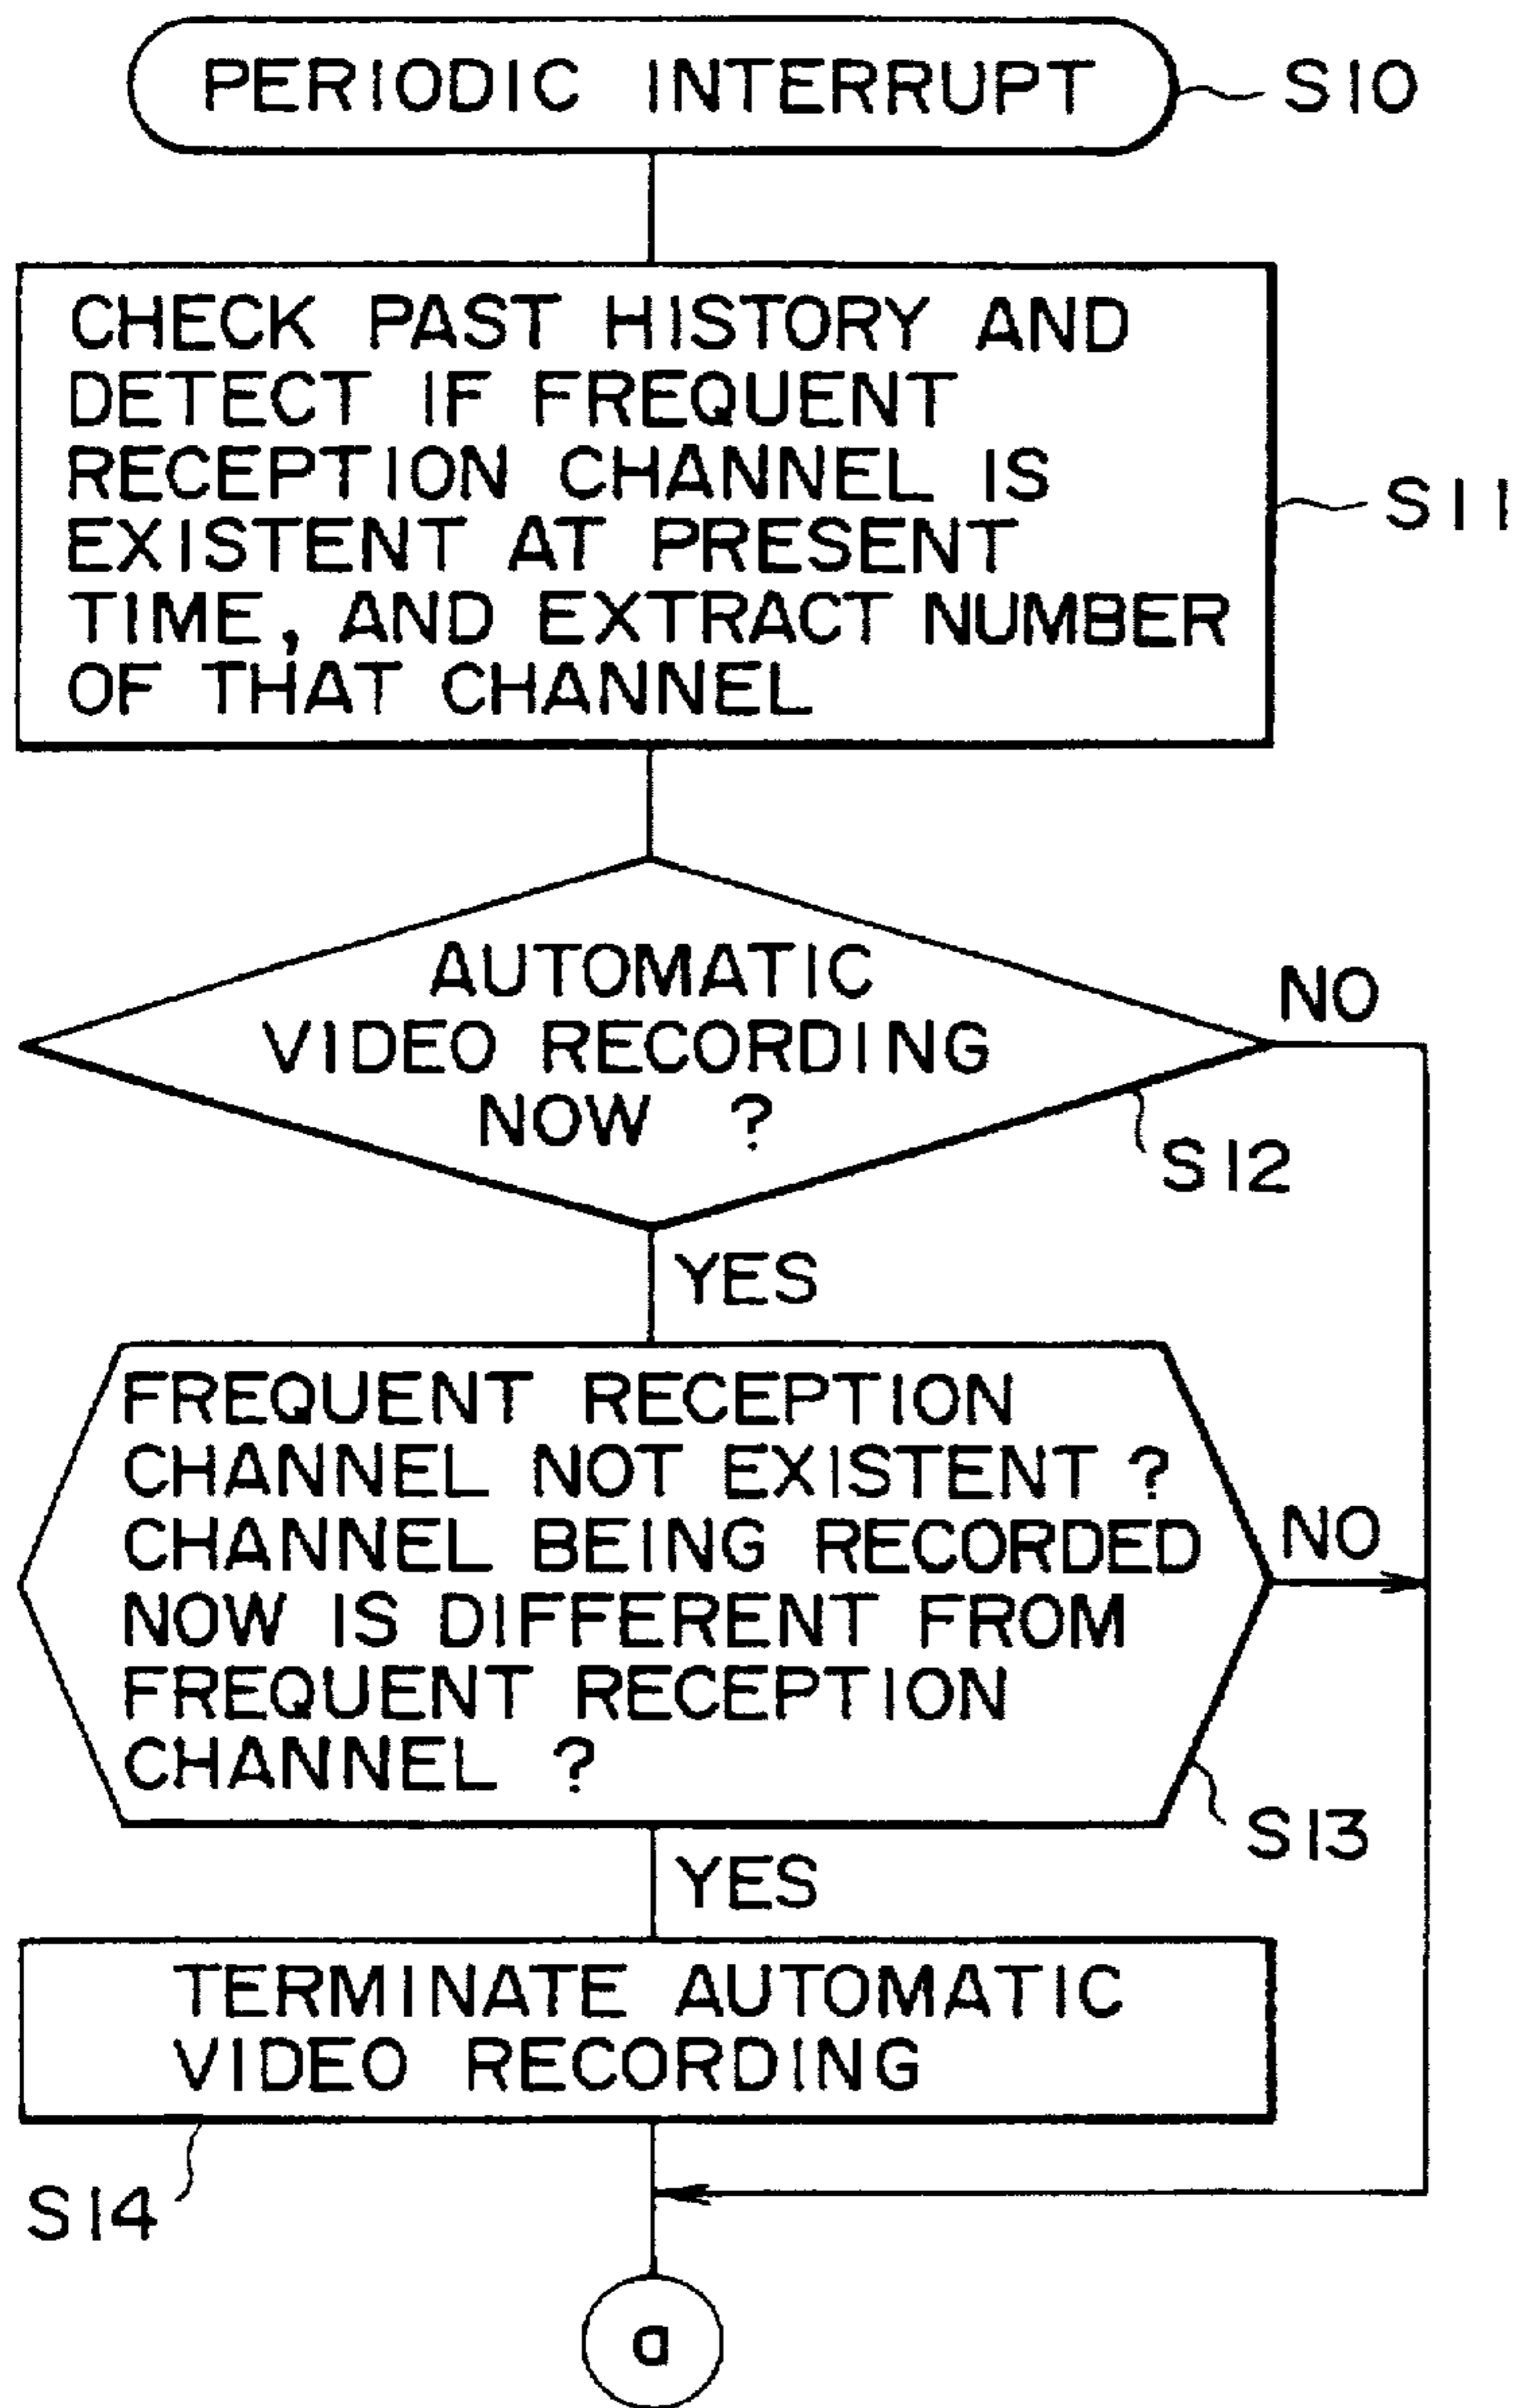 PERIODIC INTERRUPT
S10
CHECK PAST HISTORY AND
DETECT IF FREQUENT
RECEPTION CHANNEL IS
EXISTENT AT PRESENT
TIME, AND EXTRACT NUMBER
OF THAT CHANNEL
S11
AUTOMATIC
VIDEO RECORDING
NOW ?
NO
S12
YES
FREQUENT RECEPTION
CHANNEL NOT EXISTENT ?
CHANNEL BEING RECORDED
NOW IS DIFFERENT FROM
FREQUENT RECEPTION
CHANNEL ?
NO
S13
YES
TERMINATE AUTOMATIC
VIDEO RECORDING
S14
a